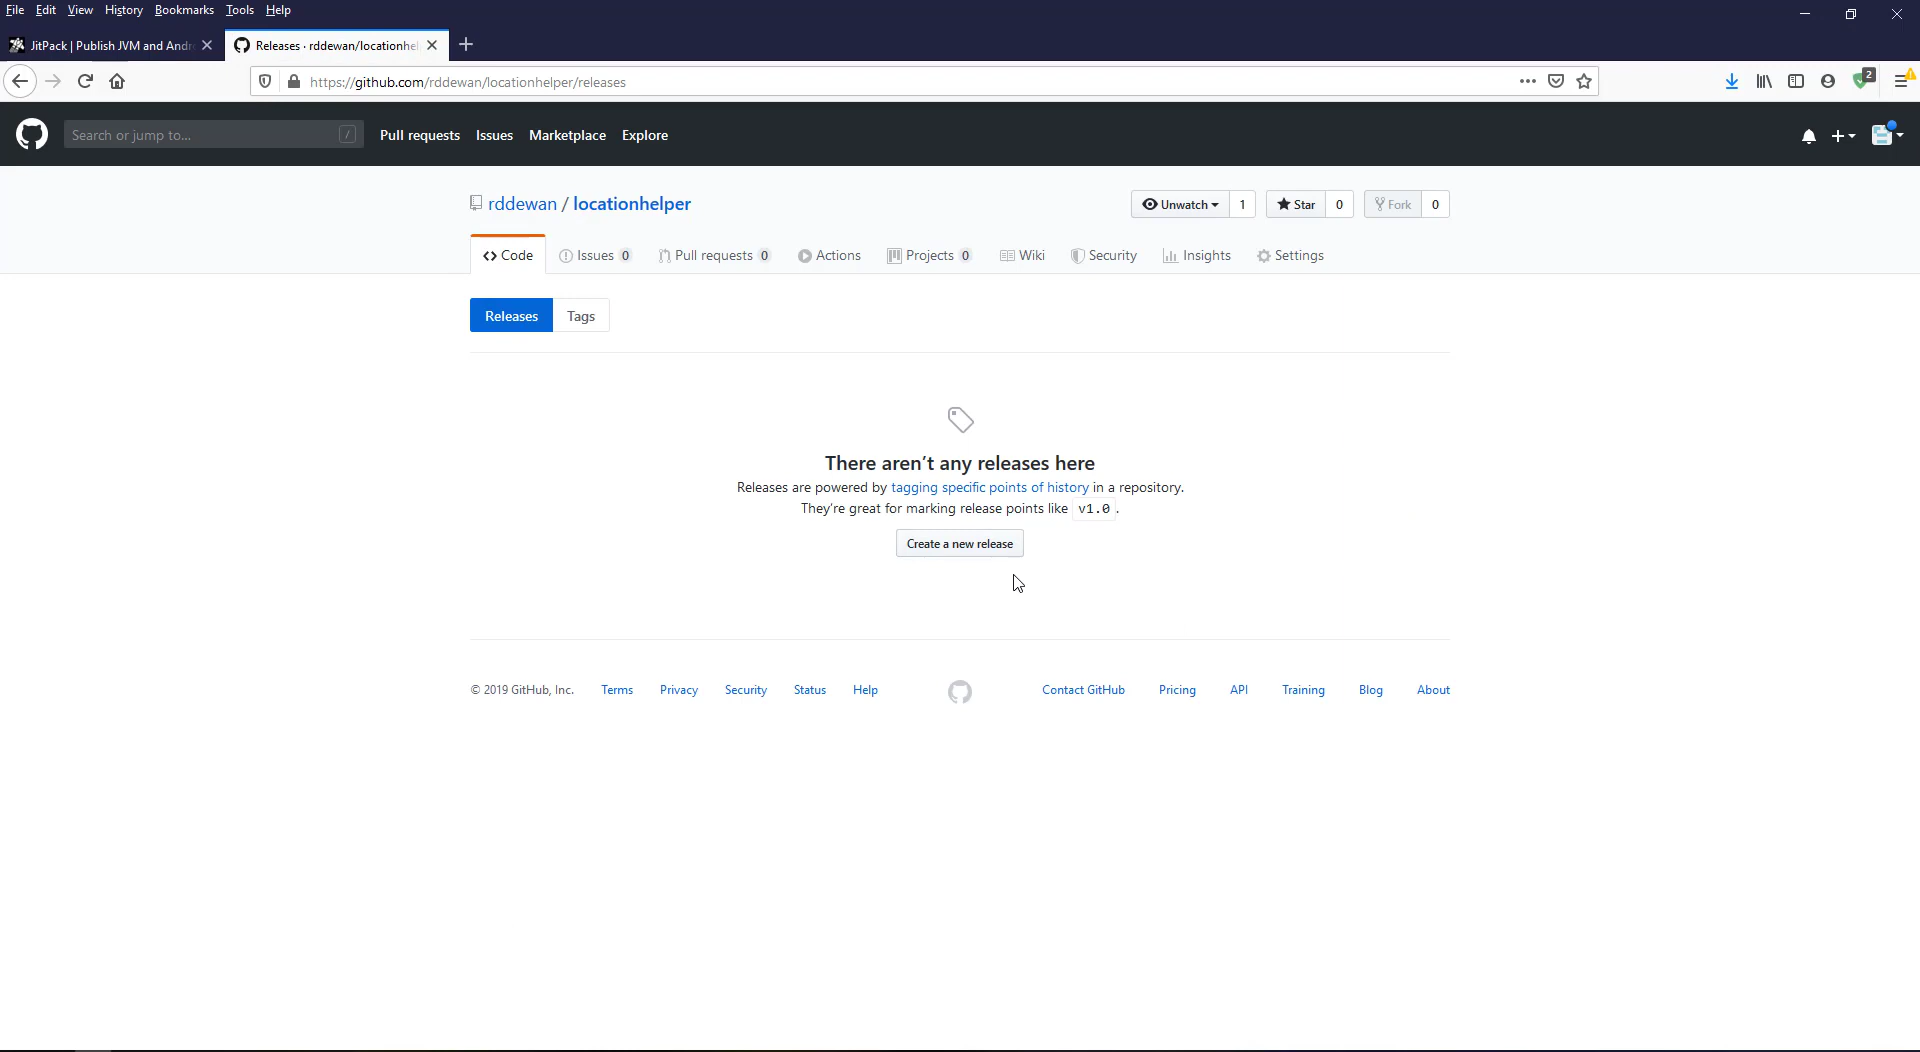 File Edit View History Bookmarks Tools Help
JitPack | Publish JVM and Andr
Releases · rddewan/locationhel
https://github.com/rddewan/locationhelper/releases
2
Search or jump to... /
Pull requests Issues Marketplace Explore
rddewan / locationhelper
Unwatch 1
Star 0
Fork 0
Code Issues 0 Pull requests 0 Actions Projects 0 Wiki Security Insights Settings
Releases Tags
There aren’t any releases here
Releases are powered by tagging specific points of history in a repository.
They’re great for marking release points like v1.0 .
Create a new release
© 2019 GitHub, Inc. Terms Privacy Security Status Help Contact GitHub Pricing API Training Blog About